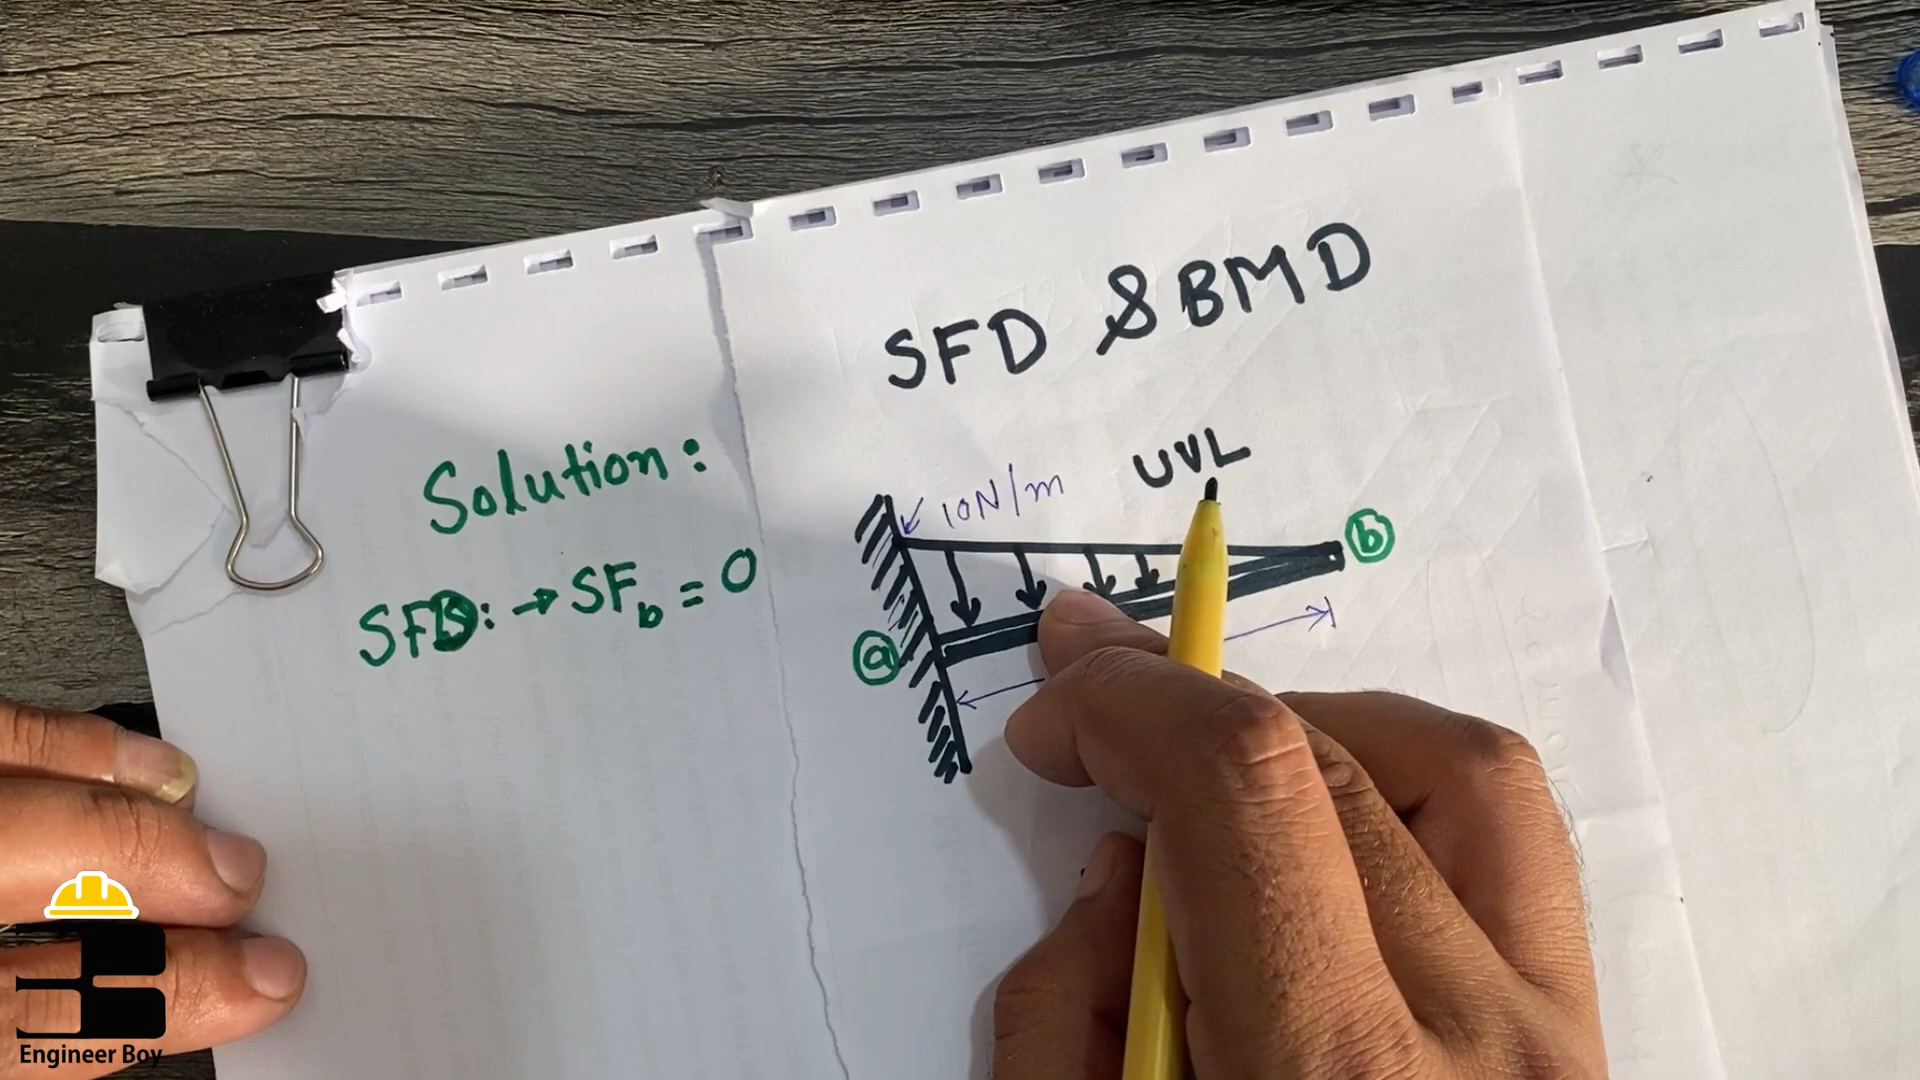 SFD & BMD
UVL
10N/m
Solution:
SFD: → SFb = 0
a
b
Engineer Boy